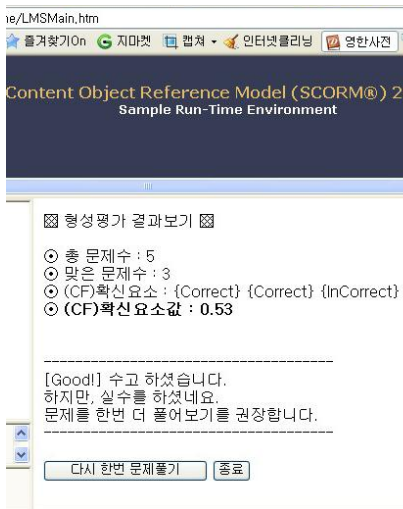 ne/LMSMain.htm
즐겨찾기On 지마켓 캡쳐 인터넷클리닝 영한사전
Content Object Reference Model (SCORM®) 2
Sample Run-Time Environment
▩ 형성평가 결과보기 ▩
⊙ 총 문제수 : 5
⊙ 맞은 문제수 : 3
⊙ (CF)확신요소 : {Correct} {Correct} {InCorrect}
⊙ (CF)확신요소값 : 0.53
------------------------------------
[Good!] 수고 하셨습니다.
하지만, 실수를 하셨네요.
문제를 한번 더 풀어보기를 권장합니다.
------------------------------------
다시 한번 문제풀기 종료